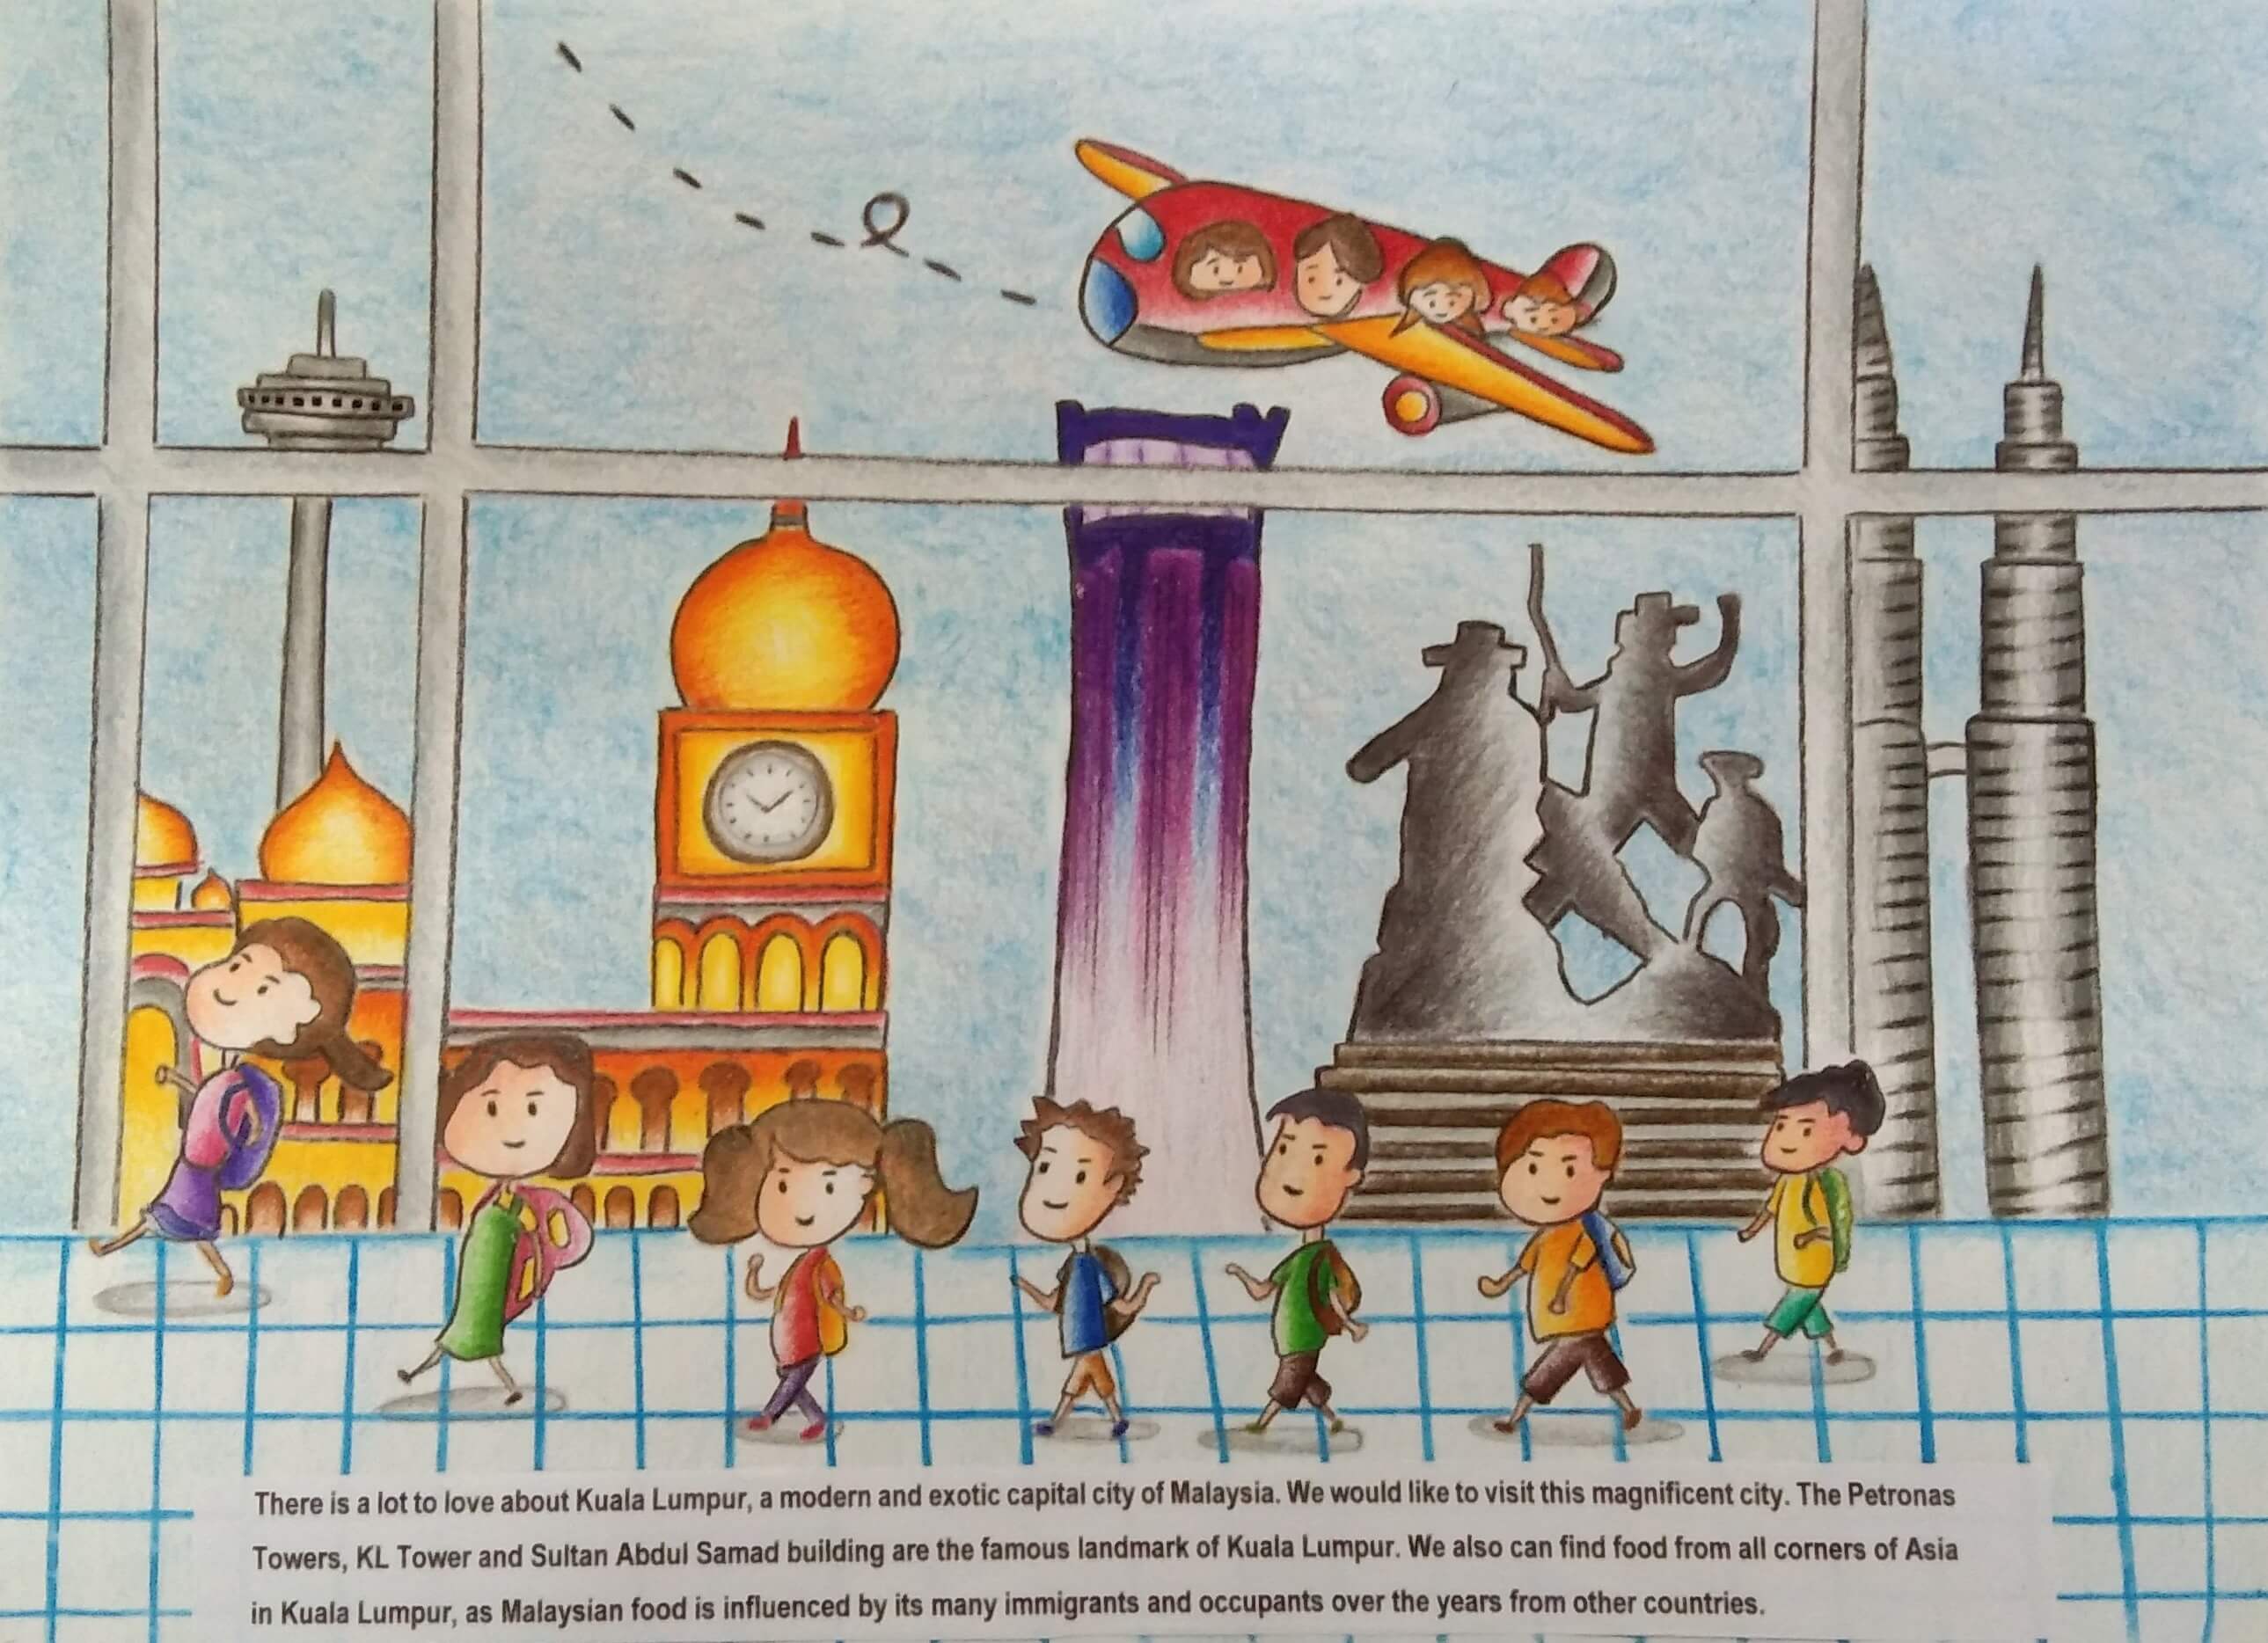 There is a lot to love about Kuala Lumpur, a modern and exotic capital city of Malaysia. We would like to visit this magnificent city. The Petronas
Towers, KL Tower and Sultan Abdul Samad building are the famous landmark of Kuala Lumpur. We also can find food from all corners of Asia
in Kuala Lumpur, as Malaysian food is influenced by its many immigrants and occupants over the years from other countries.